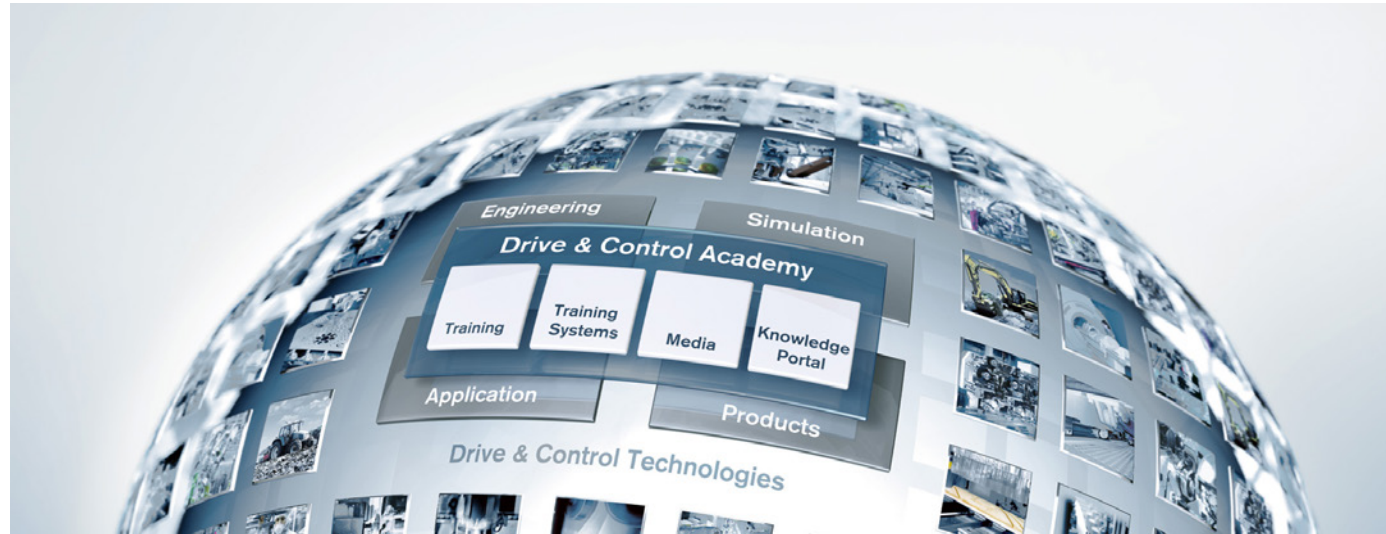 Engineering
Simulation
Drive & Control Academy
Training
Training
Systems
Media
Knowledge
Portal
Application
Products
Drive & Control Technologies